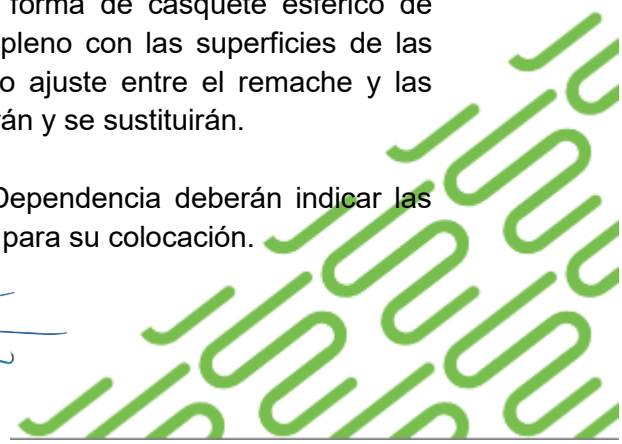 forma de casquete esférico de
pleno con las superficies de las
o ajuste entre el remache y las
án y se sustituirán.
Dependencia deberán indicar las
para su colocación.